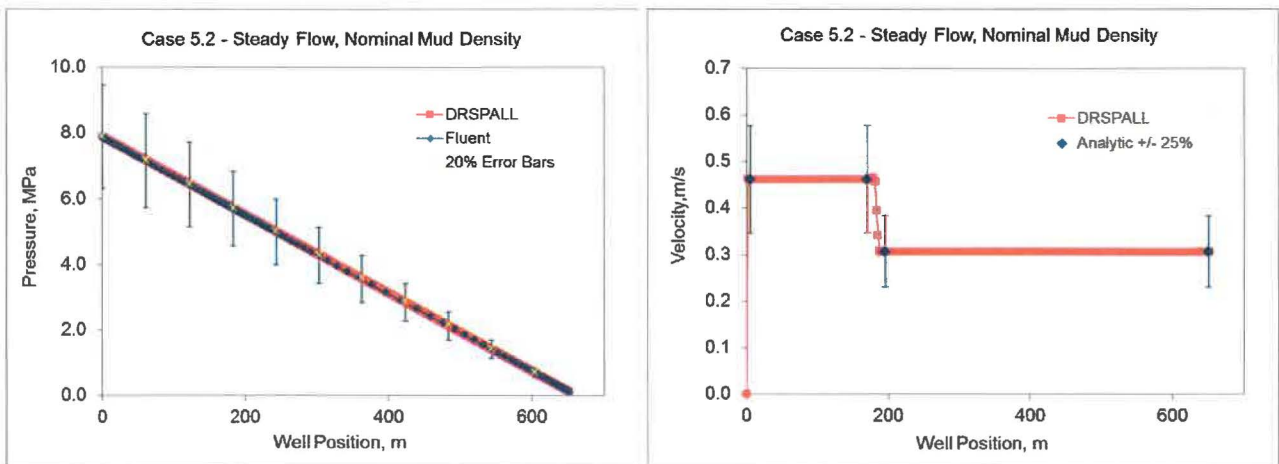 Case 5.2 - Steady Flow, Nominal Mud Density
10.0
8.0
6.0
4.0
2.0
0.0
Pressure, MPa
DRSPALL
Fluent
20% Error Bars
0
200
400
600
Well Position, m
Case 5.2 - Steady Flow, Nominal Mud Density
0.7
0.6
0.5
0.4
0.3
0.2
0.1
0.0
Velocity,m/s
DRSPALL
Analytic +/- 25%
0
200
400
600
Well Position, m